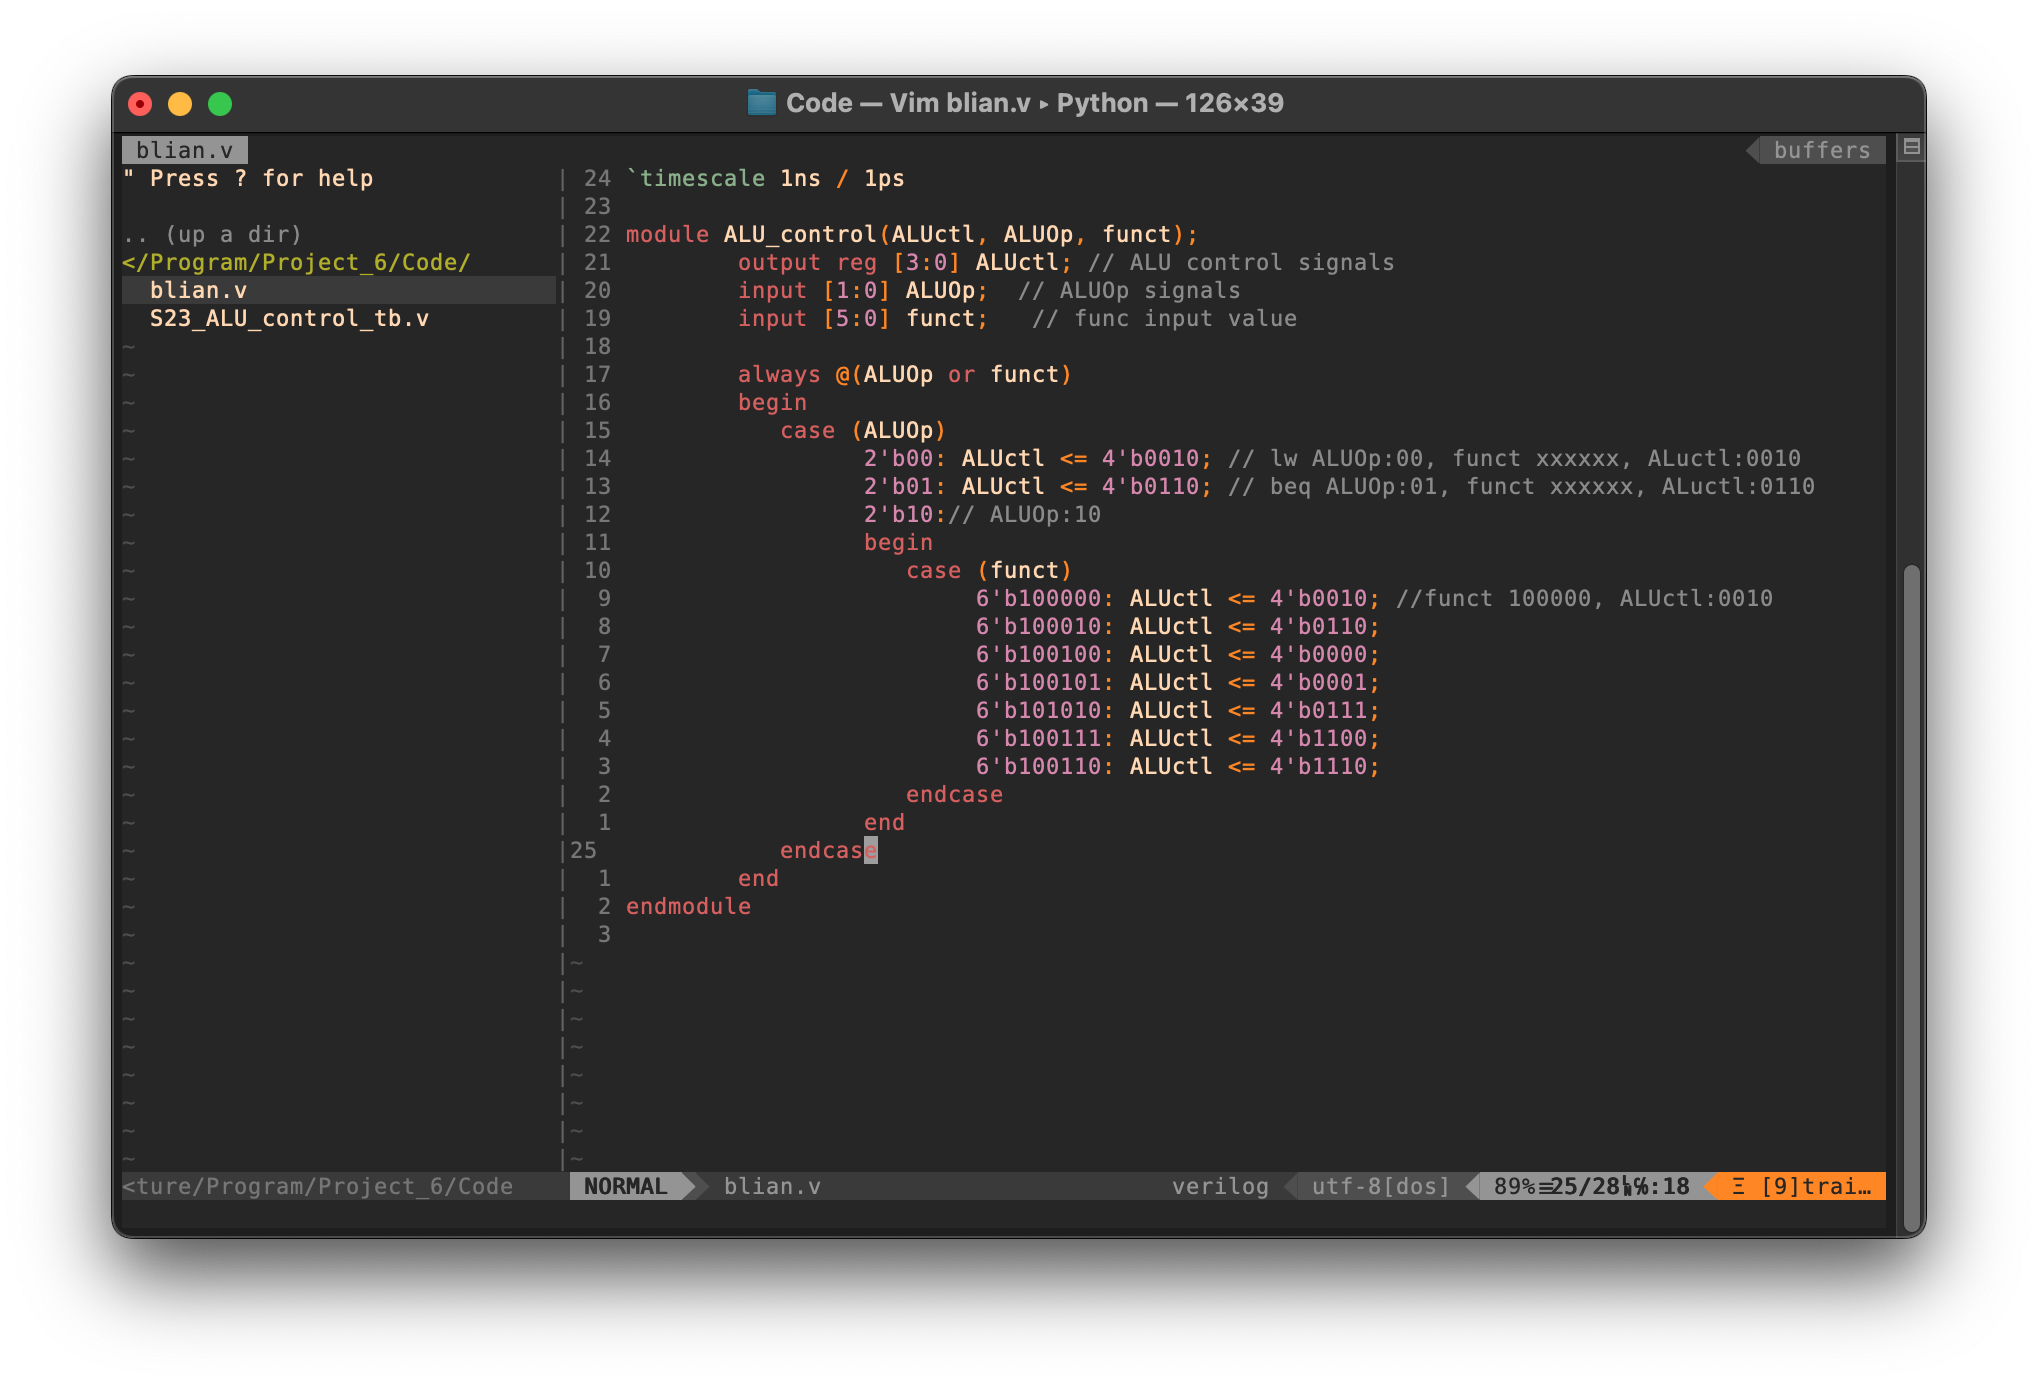 Code — Vim blian.v ▸ Python — 126×39
blian.v
buffers
" Press ? for help
.. (up a dir)
</Program/Project_6/Code/
blian.v
S23_ALU_control_tb.v
24 `timescale 1ns / 1ps
23
22 module ALU_control(ALUctl, ALUOp, funct);
21 output reg [3:0] ALUctl; // ALU control signals
20 input [1:0] ALUOp;  // ALUOp signals
19 input [5:0] funct;   // func input value
18
17 always @(ALUOp or funct)
16 begin
15 case (ALUOp)
14 2'b00: ALUctl <= 4'b0010; // lw ALUOp:00, funct xxxxxx, ALuctl:0010
13 2'b01: ALUctl <= 4'b0110; // beq ALUOp:01, funct xxxxxx, ALuctl:0110
12 2'b10:// ALUOp:10
11 begin
10 case (funct)
9 6'b100000: ALUctl <= 4'b0010; //funct 100000, ALUctl:0010
8 6'b100010: ALUctl <= 4'b0110;
7 6'b100100: ALUctl <= 4'b0000;
6 6'b100101: ALUctl <= 4'b0001;
5 6'b101010: ALUctl <= 4'b0111;
4 6'b100111: ALUctl <= 4'b1100;
3 6'b100110: ALUctl <= 4'b1110;
2 endcase
1 end
25 endcase
1 end
2 endmodule
3
<ture/Program/Project_6/Code
NORMAL blian.v verilog utf-8[dos] 89%≡25/28 ℅:18 Ξ [9]trai…